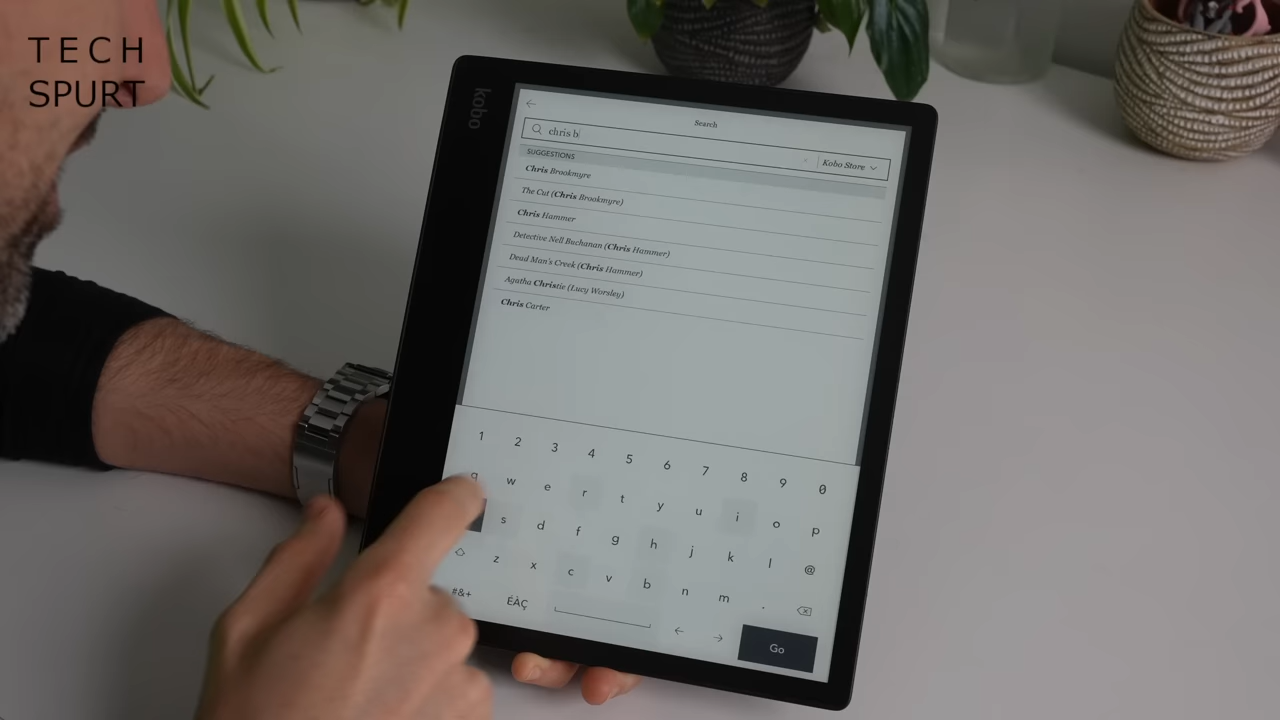 TECH
SPURT
kobo
←
Search
chris b
× Kobo Store
SUGGESTIONS
Chris Brookmyre
The Cut (Chris Brookmyre)
Chris Hammer
Detective Nell Buchanan (Chris Hammer)
Dead Man's Creek (Chris Hammer)
Agatha Christie (Lucy Worsley)
Chris Carter
1 2 3 4 5 6 7 8 9 0
q w e r t y u i o p
s d f g h j k l @
z x c v b n m .
#&+ ÉÀÇ ← → Go